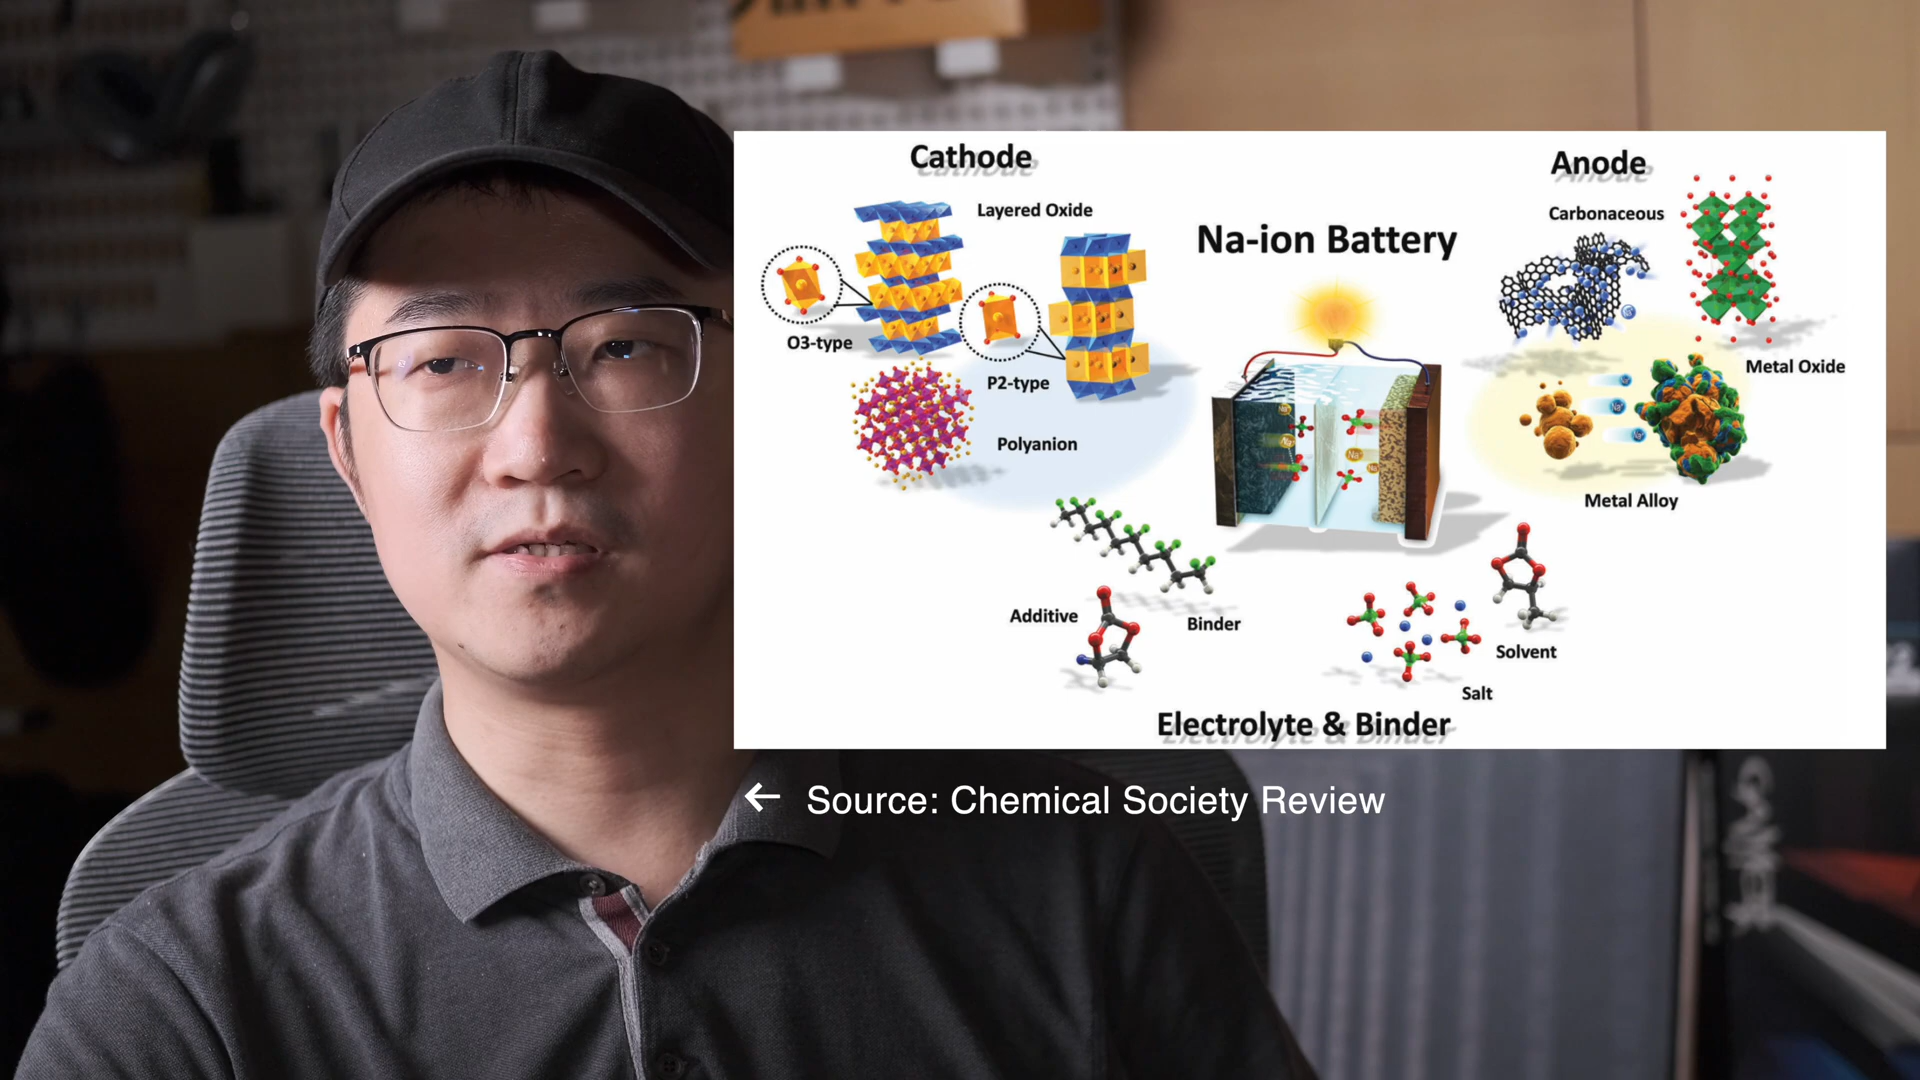 Cathode
Layered Oxide
O3-type
P2-type
Polyanion
Na-ion Battery
Anode
Carbonaceous
Metal Oxide
Metal Alloy
Additive
Binder
Solvent
Salt
Electrolyte & Binder
← Source: Chemical Society Review